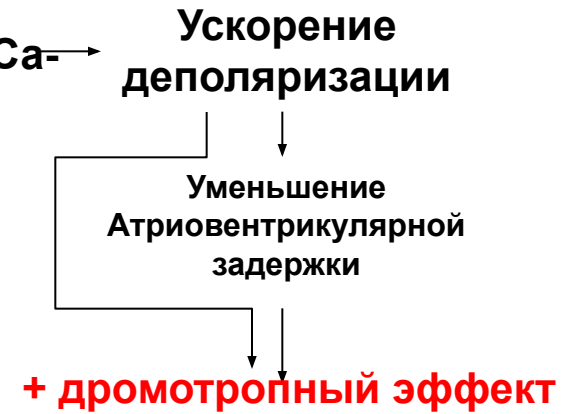 Ускорение
Са-
деполяризации
Уменьшение
Атриовентрикулярной
задержки
+ дромотропный эффект